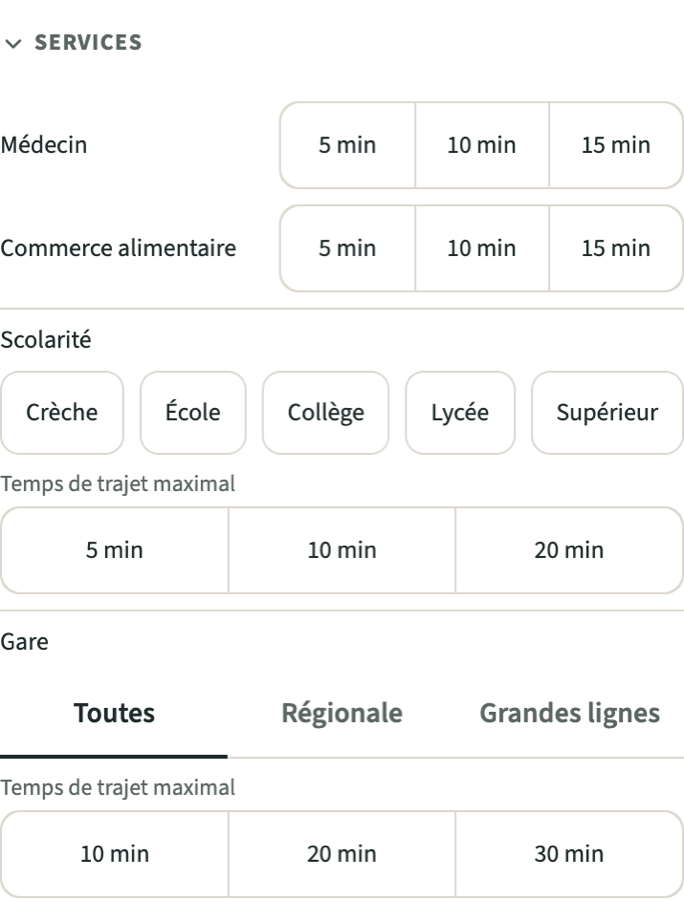 SERVICES
Médecin 5 min 10 min 15 min
Commerce alimentaire 5 min 10 min 15 min
Scolarité
Crèche École Collège Lycée Supérieur
Temps de trajet maximal
5 min 10 min 20 min
Gare
Toutes Régionale Grandes lignes
Temps de trajet maximal
10 min 20 min 30 min